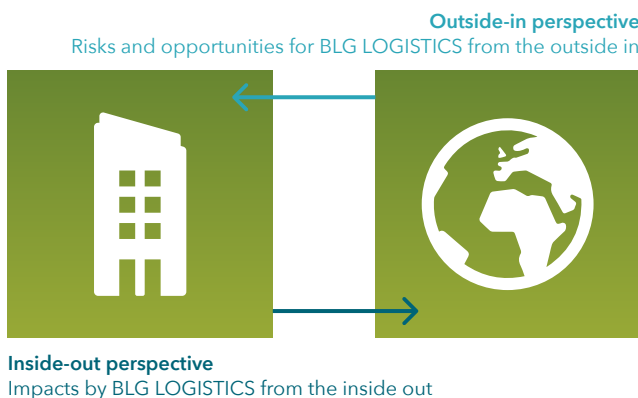 Outside-in perspective
Risks and opportunities for BLG LOGISTICS from the outside in
Inside-out perspective
Impacts by BLG LOGISTICS from the inside out